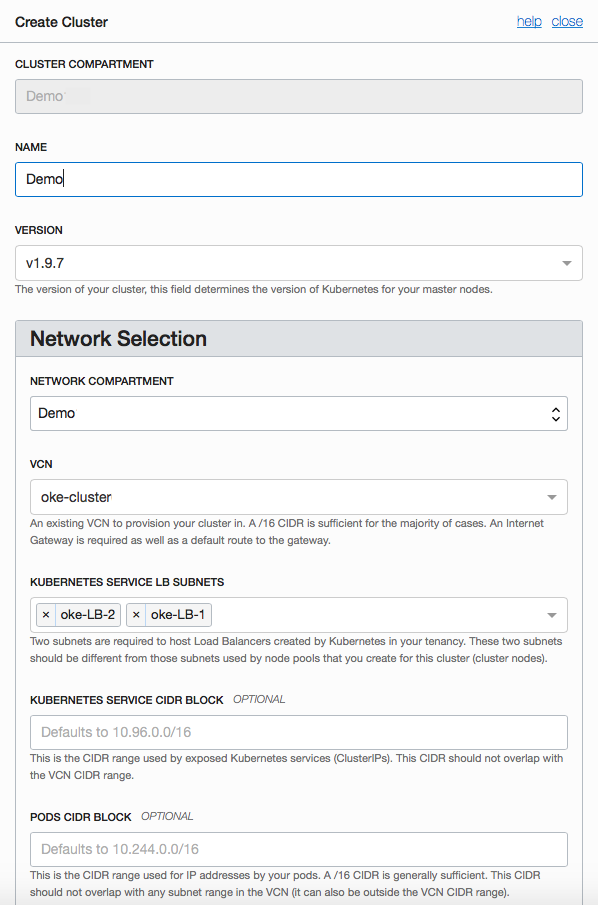 Create Cluster help close
CLUSTER COMPARTMENT
Demo
NAME
Demo
VERSION
v1.9.7
The version of your cluster, this field determines the version of Kubernetes for your master nodes.
Network Selection
NETWORK COMPARTMENT
Demo
VCN
oke-cluster
An existing VCN to provision your cluster in. A /16 CIDR is sufficient for the majority of cases. An Internet
Gateway is required as well as a default route to the gateway.
KUBERNETES SERVICE LB SUBNETS
× oke-LB-2 × oke-LB-1
Two subnets are required to host Load Balancers created by Kubernetes in your tenancy. These two subnets
should be different from those subnets used by node pools that you create for this cluster (cluster nodes).
KUBERNETES SERVICE CIDR BLOCK OPTIONAL
Defaults to 10.96.0.0/16
This is the CIDR range used by exposed Kubernetes services (ClusterIPs). This CIDR should not overlap with
the VCN CIDR range.
PODS CIDR BLOCK OPTIONAL
Defaults to 10.244.0.0/16
This is the CIDR range used for IP addresses by your pods. A /16 CIDR is generally sufficient. This CIDR
should not overlap with any subnet range in the VCN (it can also be outside the VCN CIDR range).